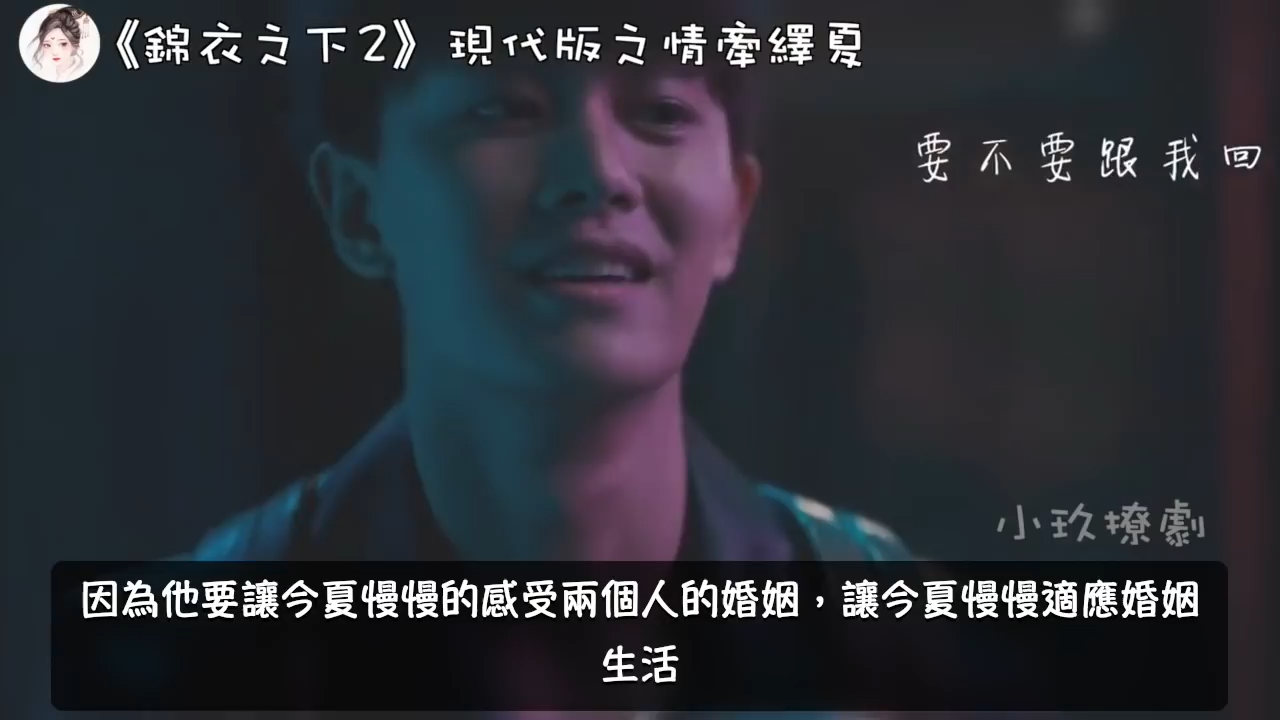 《錦衣之下2》現代版之情牽繹夏
要不要跟我回
小玖撩劇
因為他要讓今夏慢慢的感受兩個人的婚姻，讓今夏慢慢適應婚姻
生活